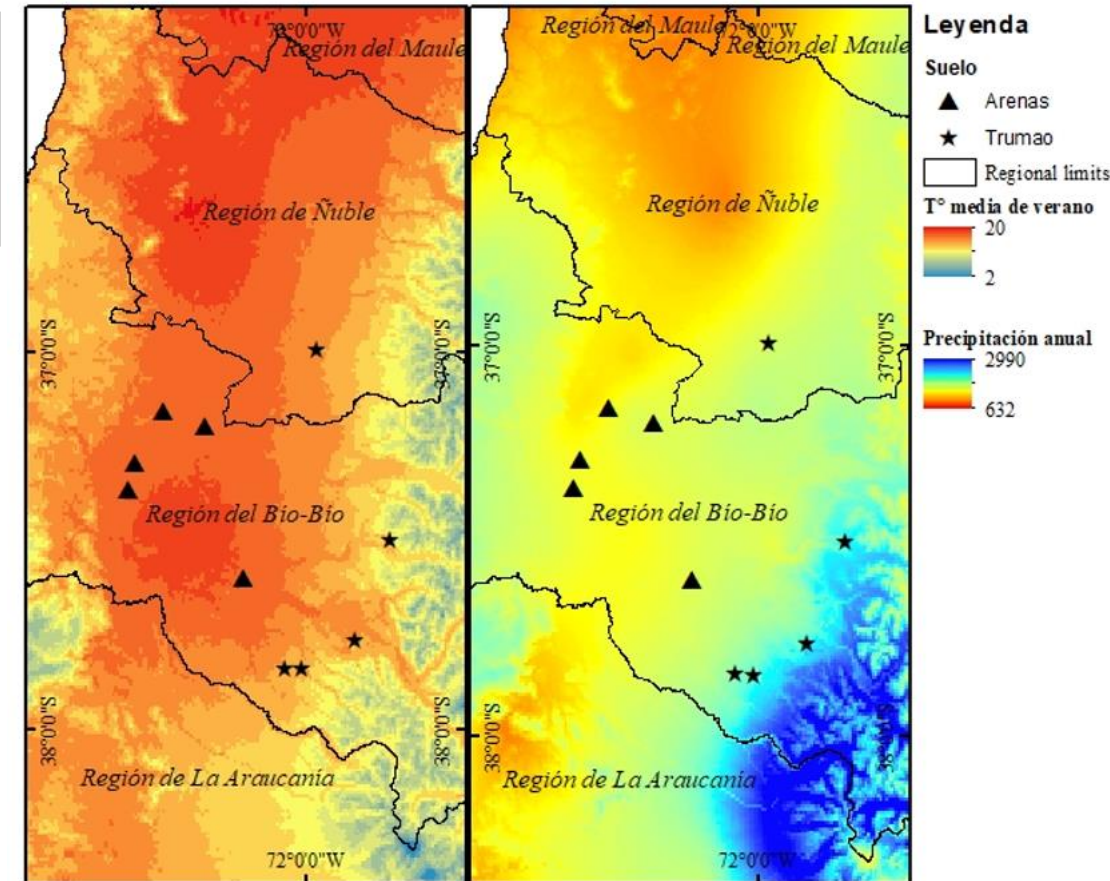 72°0'0"W
Región del Maule
Región de Ñuble
37°0'0"S
Región del Bío-Bío
38°0'0"S
Región de La Araucanía
72°0'0"W
Región del Maule
72°0'0"W
Región del Maule
Región de Ñuble
37°0'0"S
37°0'0"S
Región del Bío-Bío
38°0'0"S
38°0'0"S
Región de La Araucanía
72°0'0"W
Leyenda
Suelo
Arenas
Trumao
Regional limits
T° media de verano
20
2
Precipitación anual
2990
632